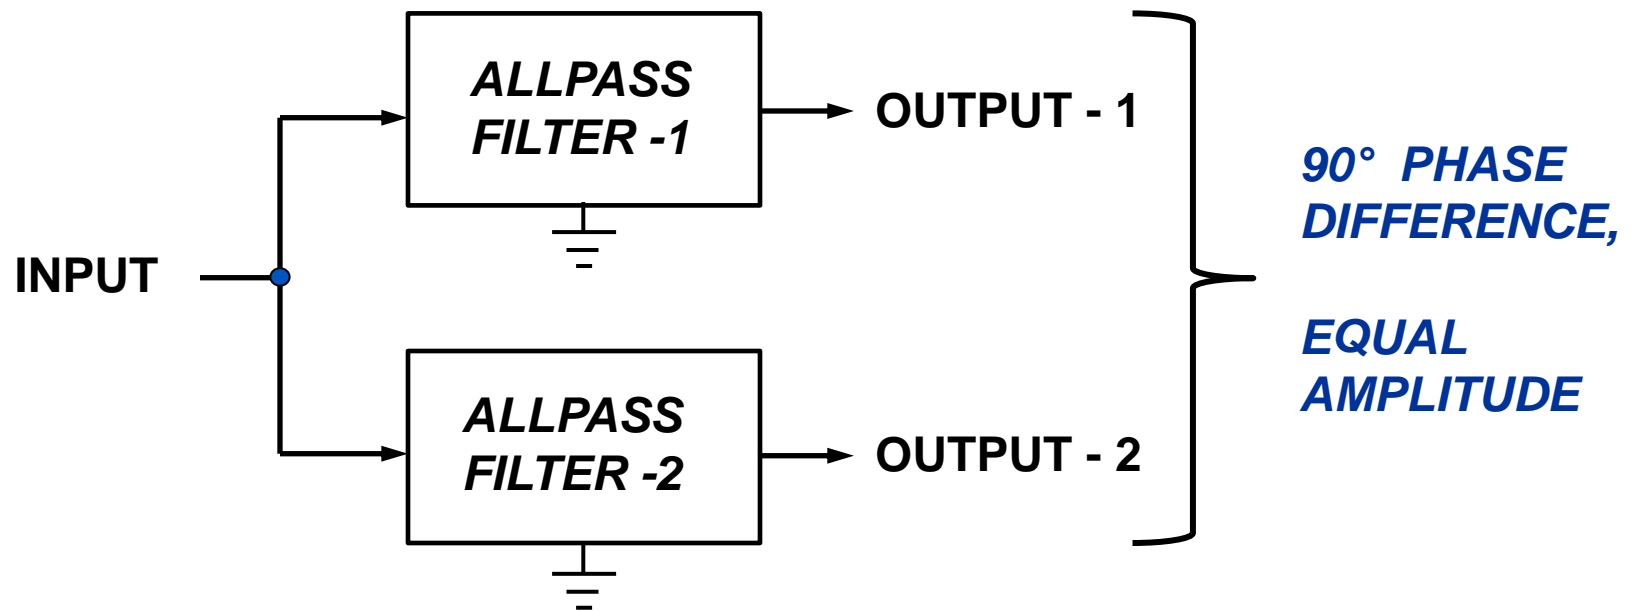 ALLPASS
FILTER -1
OUTPUT - 1
90° PHASE
DIFFERENCE,
INPUT
EQUAL
AMPLITUDE
ALLPASS
FILTER -2
OUTPUT - 2